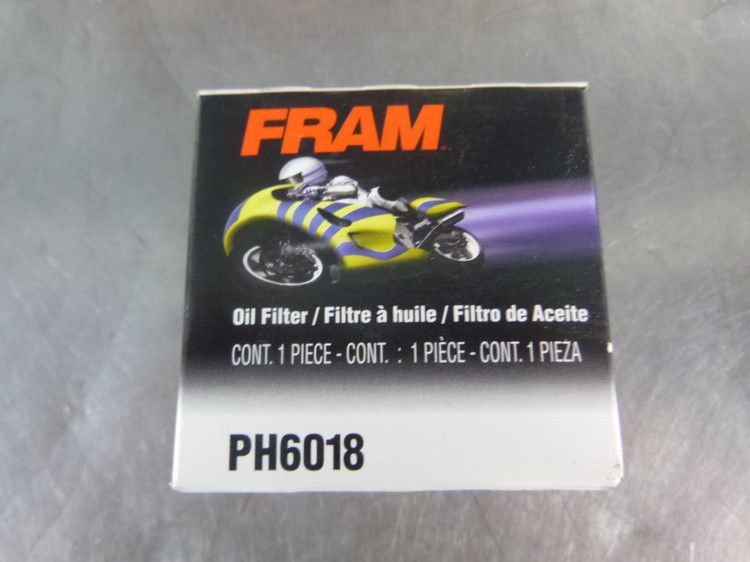 FRAM
Oil Filter / Filtre à huile / Filtro de Aceite
CONT. 1 PIECE - CONT. : 1 PIÈCE - CONT. 1 PIEZA
PH6018